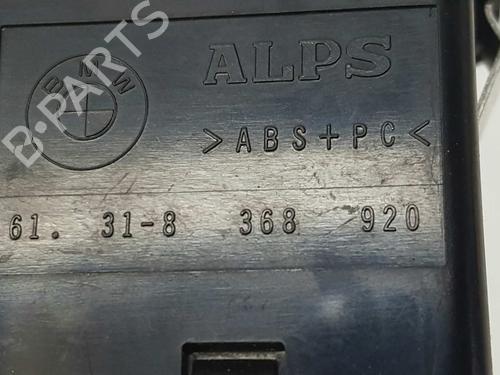 B-PARTS
BMW
ALPS
>ABS+PC<
61. 31-8 368 920